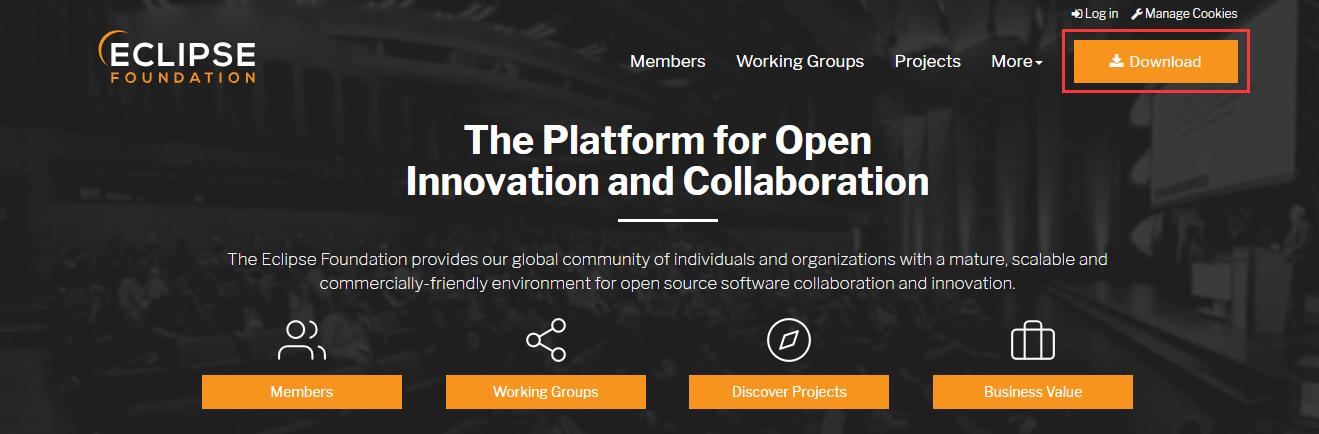 Log in Manage Cookies
ECLIPSE
FOUNDATION
Members Working Groups Projects More Download
The Platform for Open
Innovation and Collaboration
The Eclipse Foundation provides our global community of individuals and organizations with a mature, scalable and
commercially-friendly environment for open source software collaboration and innovation.
Members Working Groups Discover Projects Business Value